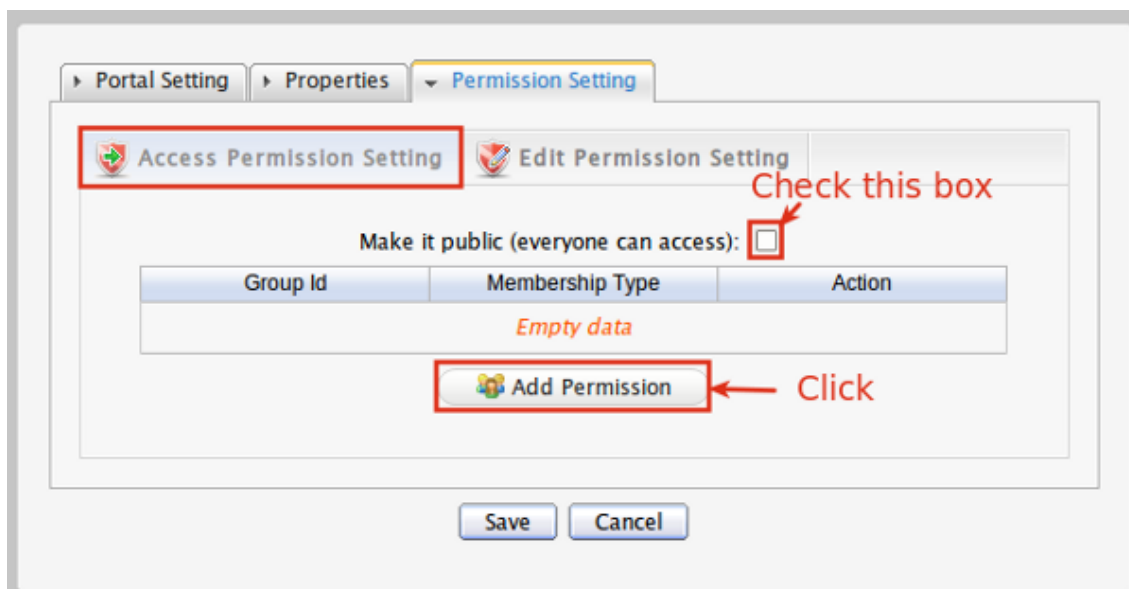 Portal Setting Properties Permission Setting
Access Permission Setting Edit Permission Setting
Check this box
Make it public (everyone can access):
Group Id Membership Type Action
Empty data
Add Permission Click
Save Cancel